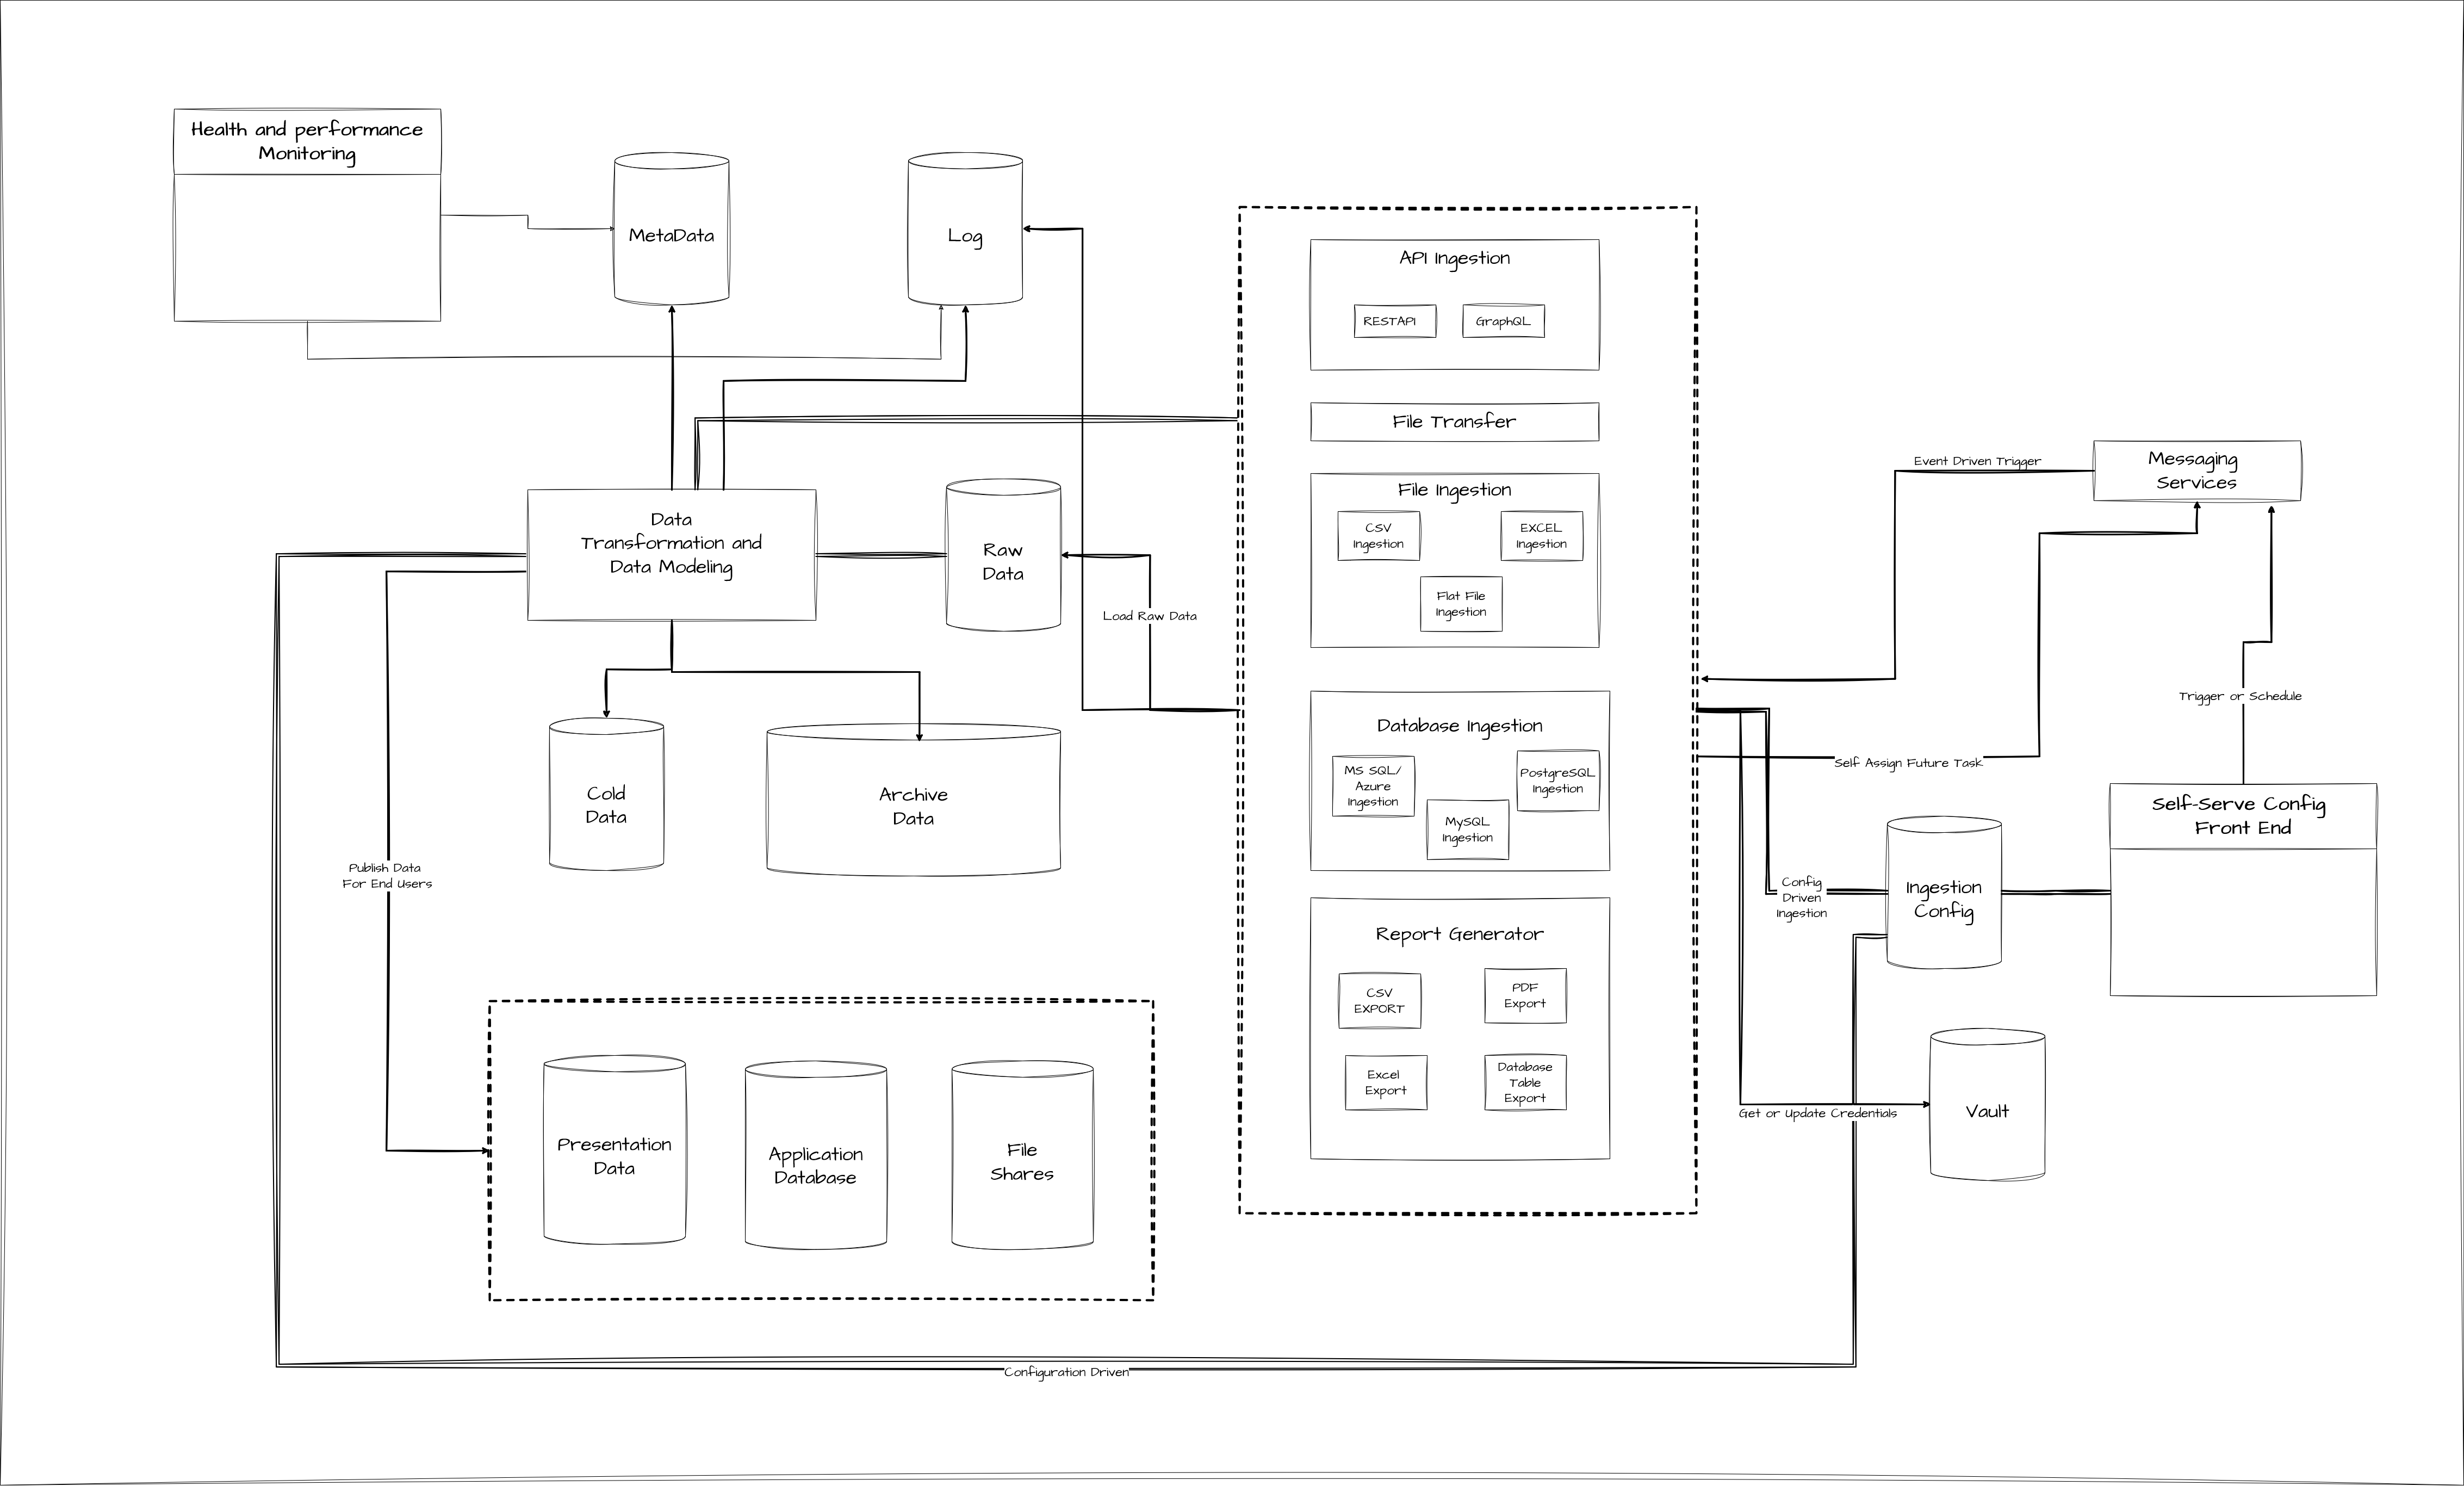 Health and performance
Monitoring
MetaData
Log
API Ingestion
RESTAPI
GraphQL
File Transfer
File Ingestion
CSV
Ingestion
EXCEL
Ingestion
Flat File
Ingestion
Event Driven Trigger
Messaging
Services
Data
Transformation and
Data Modeling
Raw
Data
Load Raw Data
Trigger or Schedule
Database Ingestion
MS SQL/
Azure
Ingestion
PostgreSQL
Ingestion
MySQL
Ingestion
Self Assign Future Task
Self-Serve Config
Front End
Cold
Data
Archive
Data
Publish Data
For End Users
Config
Driven
Ingestion
Ingestion
Config
Report Generator
CSV
EXPORT
PDF
Export
Excel
Export
Database
Table
Export
Get or Update Credentials
Vault
Presentation
Data
Application
Database
File
Shares
Configuration Driven